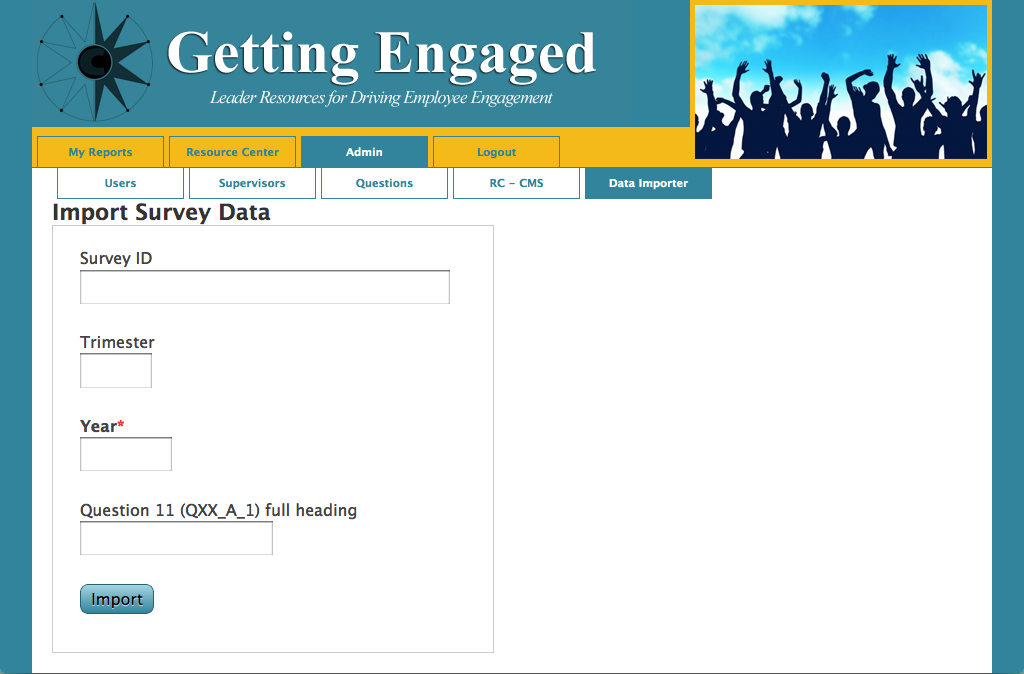 Getting Engaged
Leader Resources for Driving Employee Engagement
My Reports Resource Center Admin Logout
Users Supervisors Questions RC – CMS Data Importer
Import Survey Data
Survey ID
Trimester
Year*
Question 11 (QXX_A_1) full heading
Import